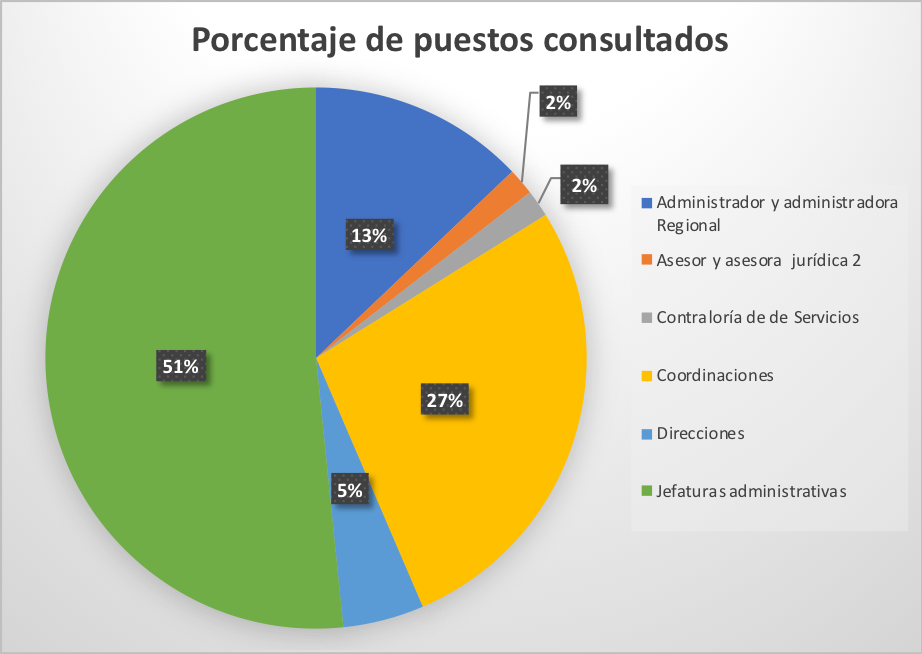 Porcentaje de puestos consultados
2%
2%
13%
51%
27%
5%
Administrador y administradora
Regional
Asesor y asesora jurídica 2
Contraloría de de Servicios
Coordinaciones
Direcciones
Jefaturas administrativas